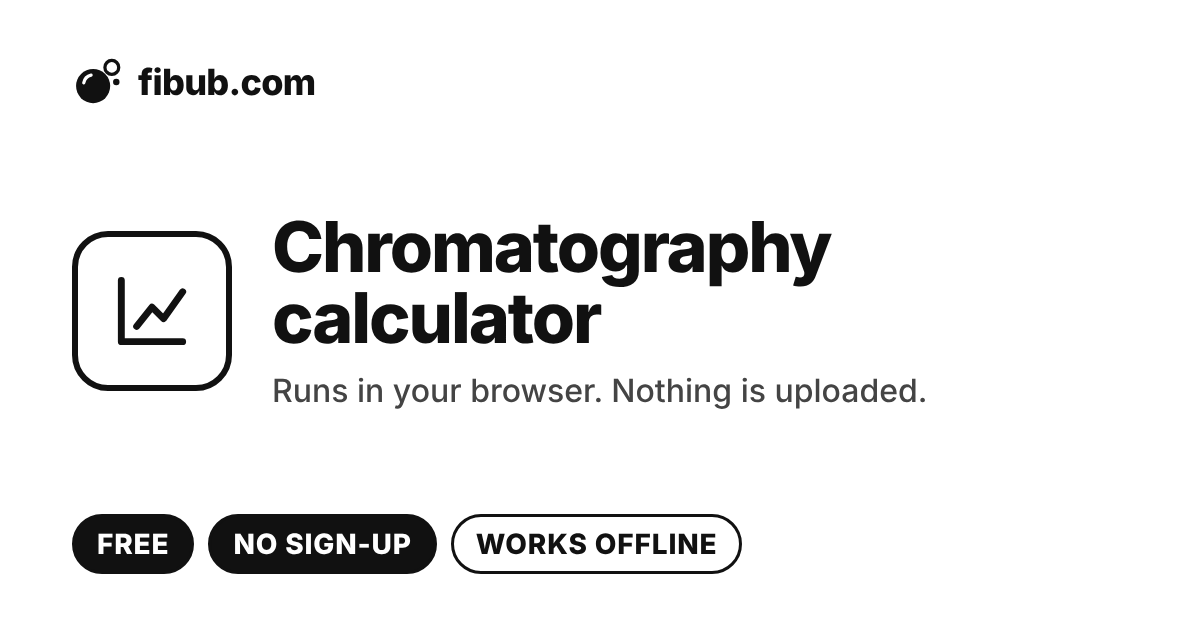 fibub.com
Chromatography
calculator
Runs in your browser. Nothing is uploaded.
FREE
NO SIGN-UP
WORKS OFFLINE